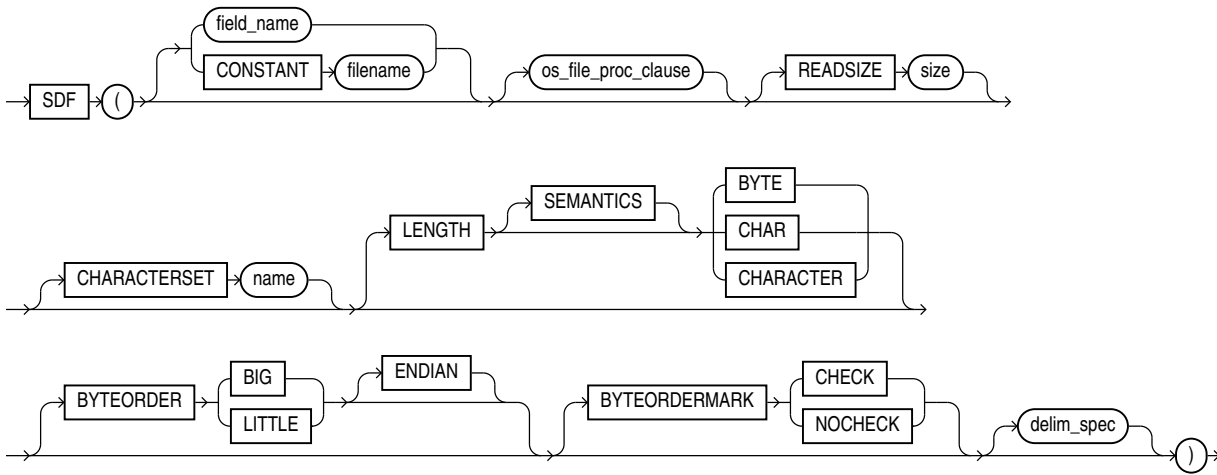 field_name
CONSTANT filename
os_file_proc_clause
READSIZE size
SDF (
SEMANTICS
BYTE
LENGTH
CHAR
CHARACTERSET name
CHARACTER
BIG
ENDIAN
CHECK
BYTEORDER
BYTEORDERMARK
LITTLE
NOCHECK
delim_spec
)